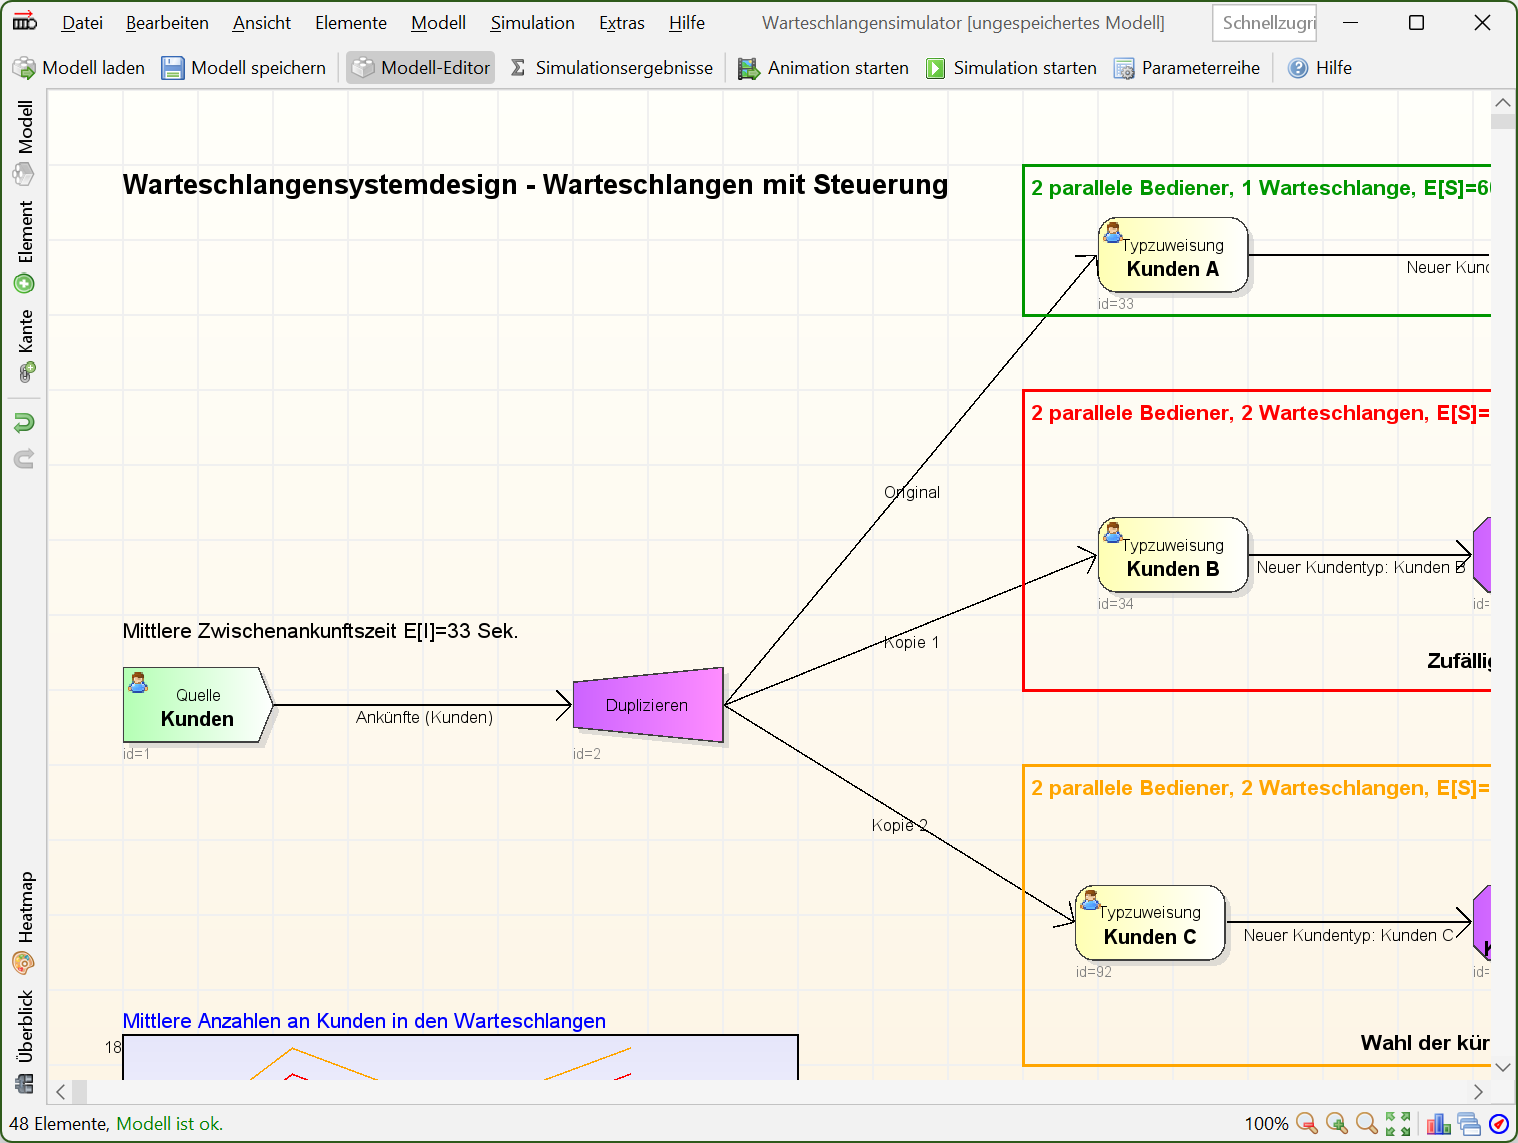 Datei Bearbeiten Ansicht Elemente Modell Simulation Extras Hilfe Warteschlangensimulator [ungespeichertes Modell] Schnellzugri
Modell laden Modell speichern Modell-Editor Simulationsergebnisse Animation starten Simulation starten Parameterreihe Hilfe
Modell
Element
Kante
Heatmap
Überblick
Warteschlangensystemdesign - Warteschlangen mit Steuerung
2 parallele Bediener, 1 Warteschlange, E[S]=6
Typzuweisung
Kunden A
Neuer Kund
id=33
2 parallele Bediener, 2 Warteschlangen, E[S]=
Original
Typzuweisung
Kunden B
Neuer Kundentyp: Kunden B
id=34
id=
Kopie 1
Zufällig
Mittlere Zwischenankunftszeit E[I]=33 Sek.
Quelle
Kunden
Ankünfte (Kunden)
id=1
Duplizieren
id=2
2 parallele Bediener, 2 Warteschlangen, E[S]=
Kopie 2
Typzuweisung
Kunden C
Neuer Kundentyp: Kunden C
K
id=92
id=
Wahl der kür
Mittlere Anzahlen an Kunden in den Warteschlangen
18
48 Elemente, Modell ist ok.
100%